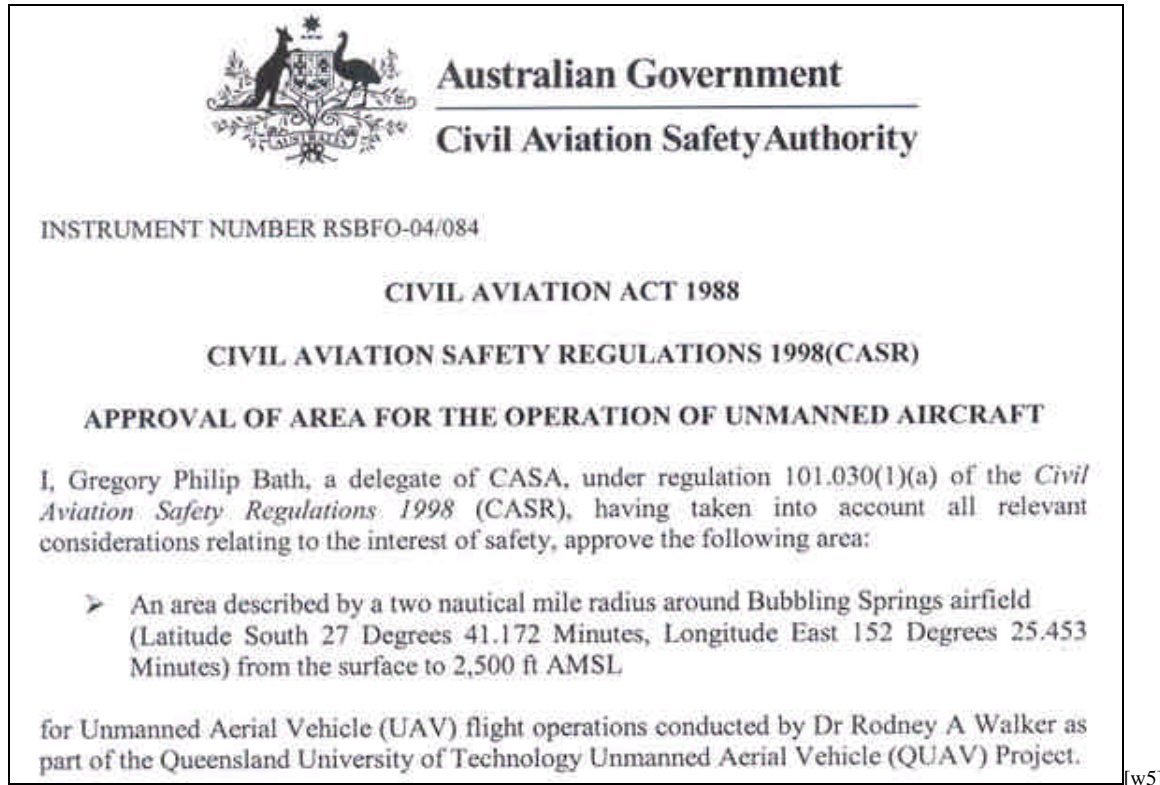 Australian Government
Civil Aviation Safety Authority
AUSTRALIA
INSTRUMENT NUMBER RSBFO-04/084
CIVIL AVIATION ACT 1988
CIVIL AVIATION SAFETY REGULATIONS 1998(CASR)
APPROVAL OF AREA FOR THE OPERATION OF UNMANNED AIRCRAFT
I, Gregory Philip Bath, a delegate of CASA, under regulation 101.030(1)(a) of the Civil
Aviation Safety Regulations 1998 (CASR), having taken into account all relevant
considerations relating to the interest of safety, approve the following area:
➢ An area described by a two nautical mile radius around Bubbling Springs airfield
(Latitude South 27 Degrees 41.172 Minutes, Longitude East 152 Degrees 25.453
Minutes) from the surface to 2,500 ft AMSL
for Unmanned Aerial Vehicle (UAV) flight operations conducted by Dr Rodney A Walker as
part of the Queensland University of Technology Unmanned Aerial Vehicle (QUAV) Project.
[w5]